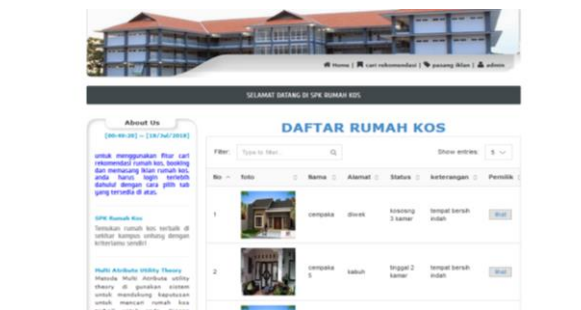 Home | cari rekomendasi | pasang iklan | admin
SELAMAT DATANG DI SPK RUMAH KOS
About Us
[00:40:20] — [18/Jul/2018]
untuk menggunakan fitur cari
rekomendasi rumah kos, booking
dan memasang iklan rumah kos,
anda harus login terlebih
dahulu! dengan cara pilih tab
yang tersedia di atas.
SPK Rumah Kos
Temukan rumah kos terbaik di
sekitar kampus unhasy dengan
kriteriamu sendiri
Multi Atribute Utility Theory
Metoda Multi Atribute utility
theory di gunakan sistem
untuk mendukung keputusan
untuk mencari rumah kos
DAFTAR RUMAH KOS
Filter: Type to filter... Show entries: 5
No foto Nama Alamat Status keterangan Pemilik
1 cempaka diwek kosong 3 kamar tempat bersih indah lihat
2 cempaka 5 kabuh tinggal 2 kamar tempat bersih indah lihat